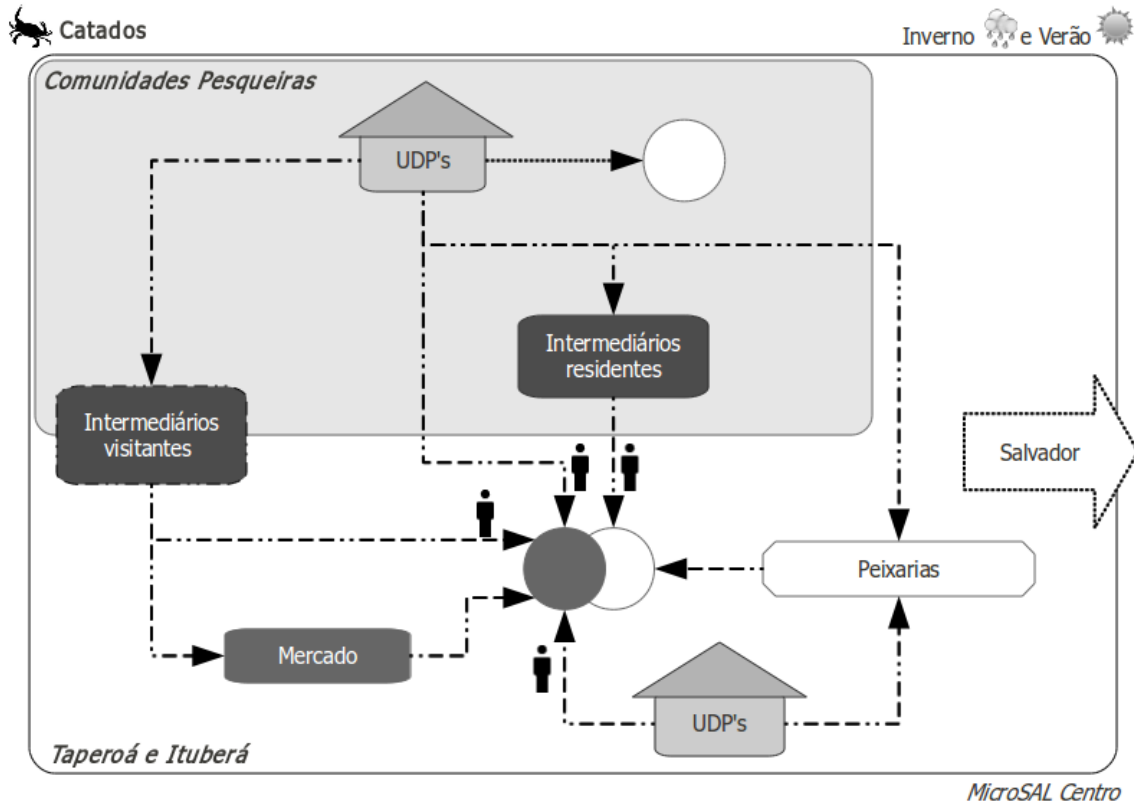 Catados
Inverno e Verão
Comunidades Pesqueiras
UDP's
Intermediários
residentes
Intermediários
visitantes
Salvador
Peixarias
Mercado
UDP's
Taperoá e Ituberá
MicroSAL Centro